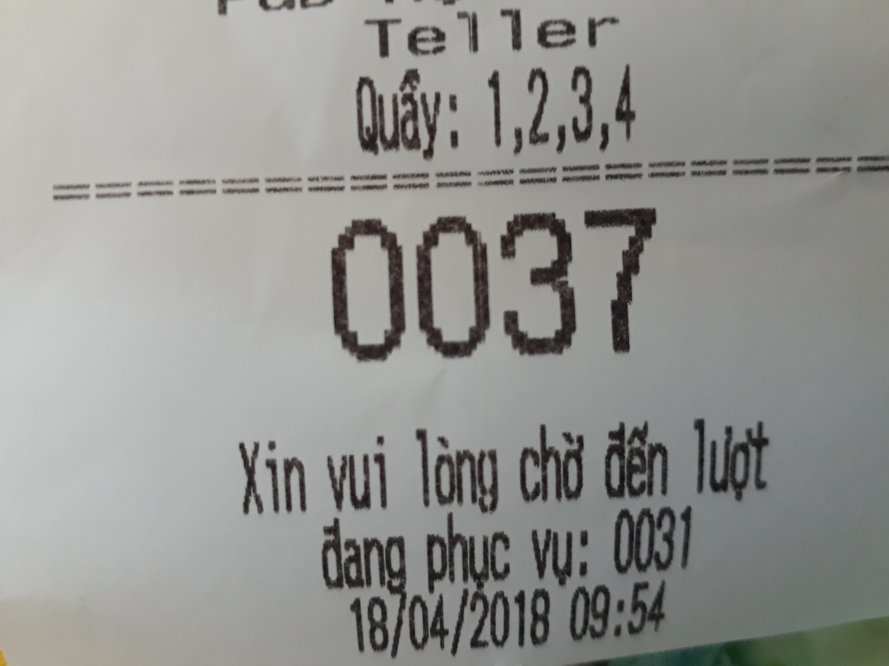 Teller
Quầy: 1,2,3,4
====================
0037
Xin vui lòng chờ đến lượt
đang phục vụ: 0031
18/04/2018 09:54